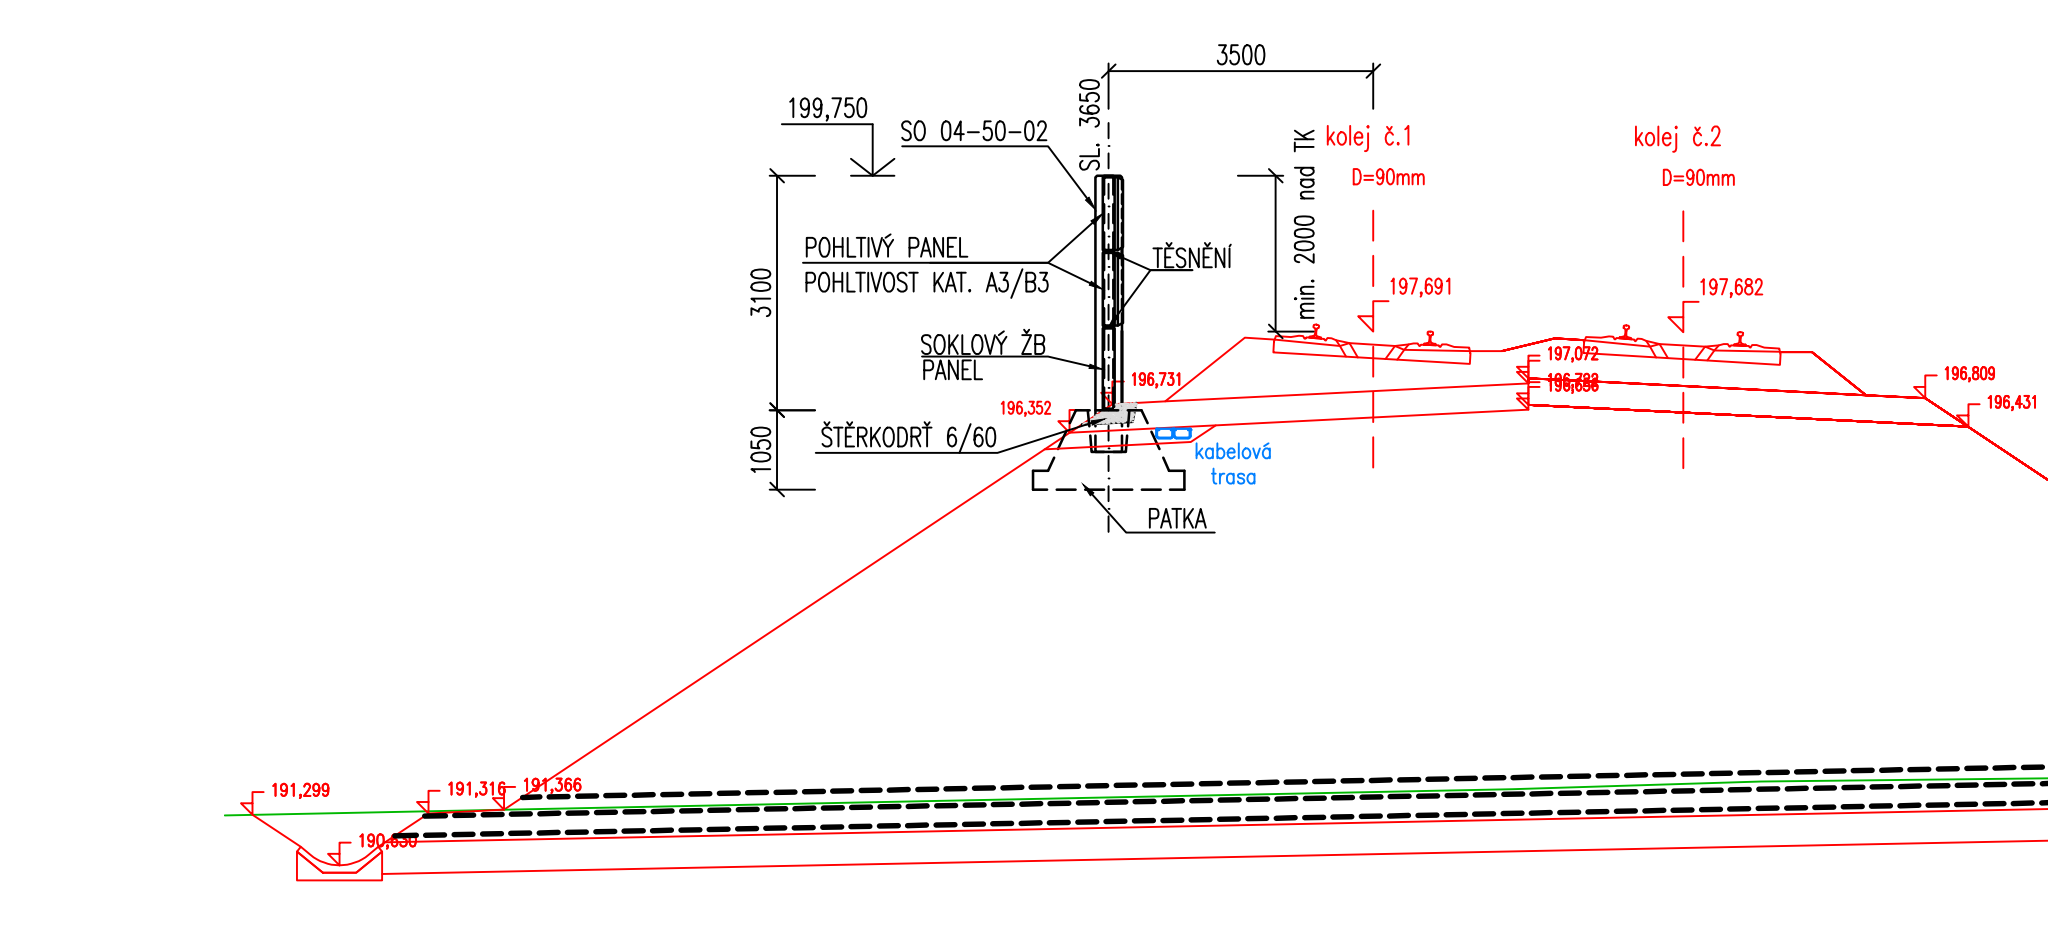 3500
SL. 3650
199,750
SO 04-50-02
kolej č.1
kolej č.2
D=90mm
D=90mm
min. 2000 nad TK
POHLTIVÝ PANEL
POHLTIVOST KAT. A3/B3
TĚSNĚNÍ
3100
197,691
197,682
SOKLOVÝ ŽB
PANEL
197,072
196,731
196,809
196,352
196,431
ŠTĚRKODRŤ 6/60
1050
kabelová
trasa
PATKA
191,299
191,316
191,366
190,630